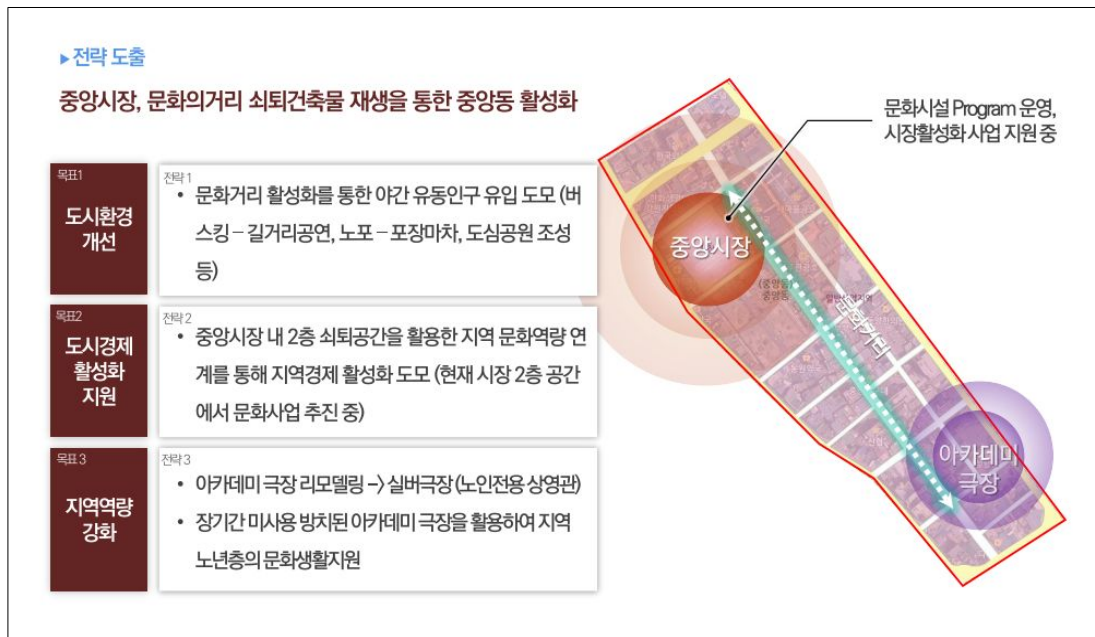 ▶전략 도출
중앙시장, 문화의거리 쇠퇴건축물 재생을 통한 중앙동 활성화
문화시설 Program 운영,
시장활성화 사업 지원 중
목표1
도시환경
개선
전략 1
• 문화거리 활성화를 통한 야간 유동인구 유입 도모 (버
스킹 – 길거리공연, 노포 – 포장마차, 도심공원 조성
등)
목표2
도시경제
활성화
지원
전략 2
• 중앙시장 내 2층 쇠퇴공간을 활용한 지역 문화역량 연
계를 통해 지역경제 활성화 도모 (현재 시장 2층 공간
에서 문화사업 추진 중)
목표 3
지역역량
강화
전략 3
• 아카데미 극장 리모델링 –> 실버극장 (노인전용 상영관)
• 장기간 미사용 방치된 아카데미 극장을 활용하여 지역
노년층의 문화생활지원
중앙시장
(중앙동)
중앙동
문화거리
아카데미
극장